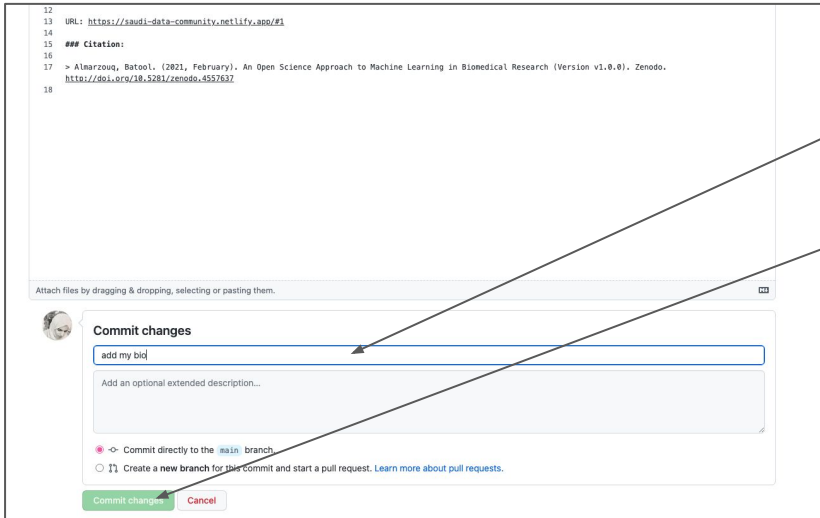 12
13 URL: https://saudi-data-community.netlify.app/#1
14
15 ### Citation:
16
17 > Almarzouq, Batool. (2021, February). An Open Science Approach to Machine Learning in Biomedical Research (Version v1.0.0). Zenodo.
http://doi.org/10.5281/zenodo.4557637
18
Attach files by dragging & dropping, selecting or pasting them.
Commit changes
add my bio
Add an optional extended description...
Commit directly to the main branch.
Create a new branch for this commit and start a pull request. Learn more about pull requests.
Commit changes Cancel